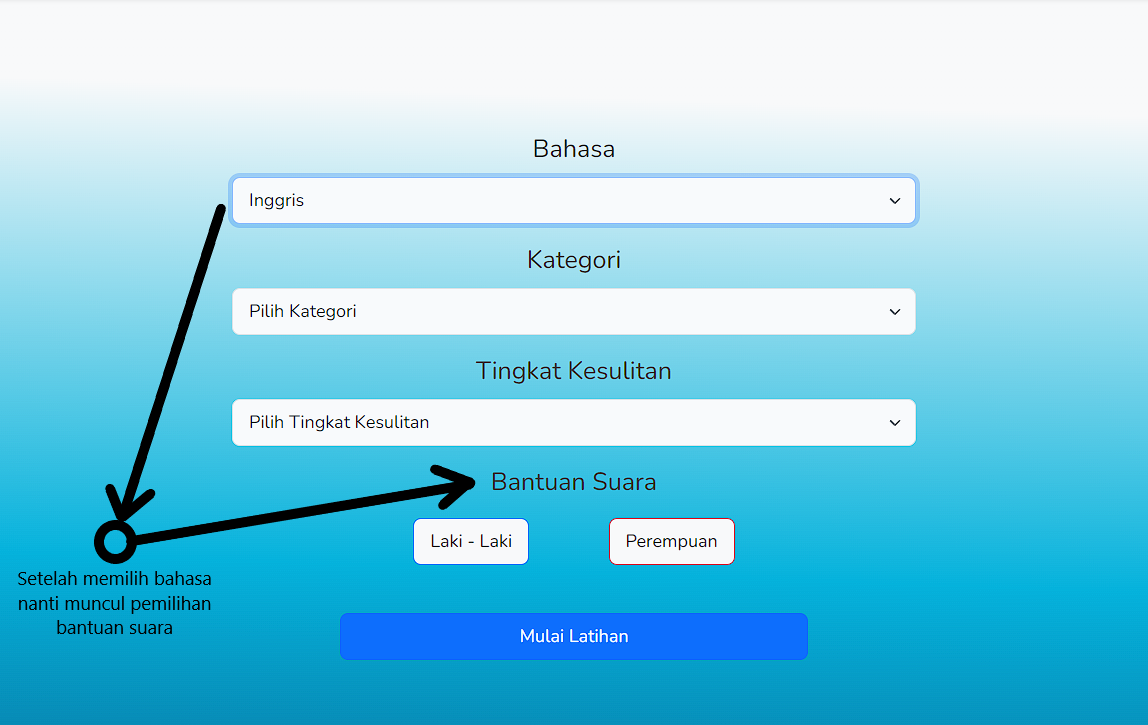 Bahasa
Inggris
Kategori
Pilih Kategori
Tingkat Kesulitan
Pilih Tingkat Kesulitan
Bantuan Suara
Laki - Laki
Perempuan
Setelah memilih bahasa
nanti muncul pemilihan
bantuan suara
Mulai Latihan